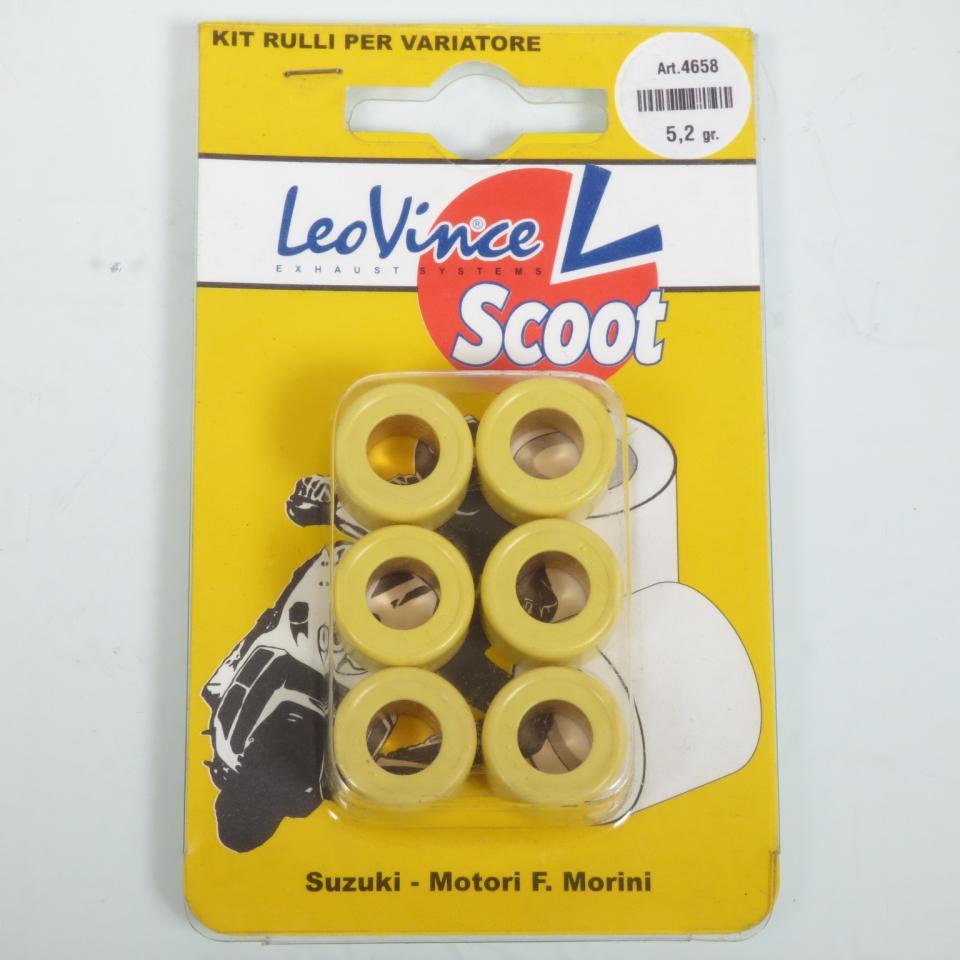 KIT RULLI PER VARIATORE
Art.4658
5,2 gr.
LeoVince®
EXHAUST SYSTEMS
Scoot
Suzuki - Motori F. Morini